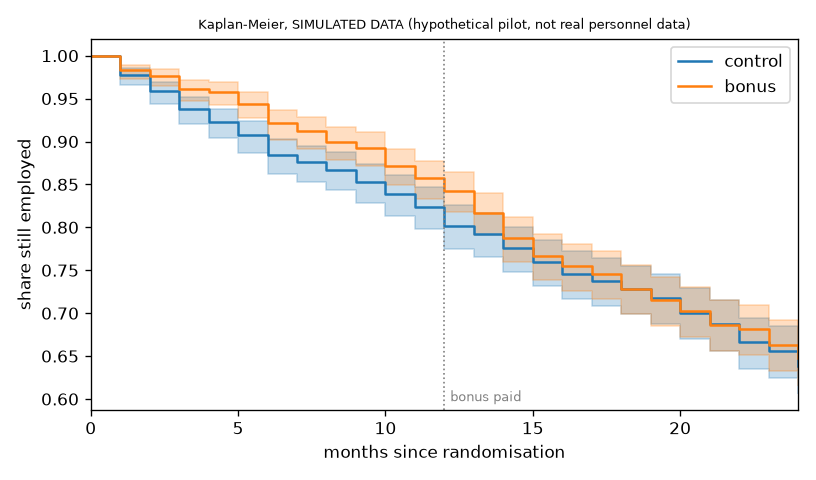 Kaplan-Meier, SIMULATED DATA (hypothetical pilot, not real personnel data)
control
bonus
share still employed
1.00
0.95
0.90
0.85
0.80
0.75
0.70
0.65
0.60
bonus paid
0
5
10
15
20
months since randomisation